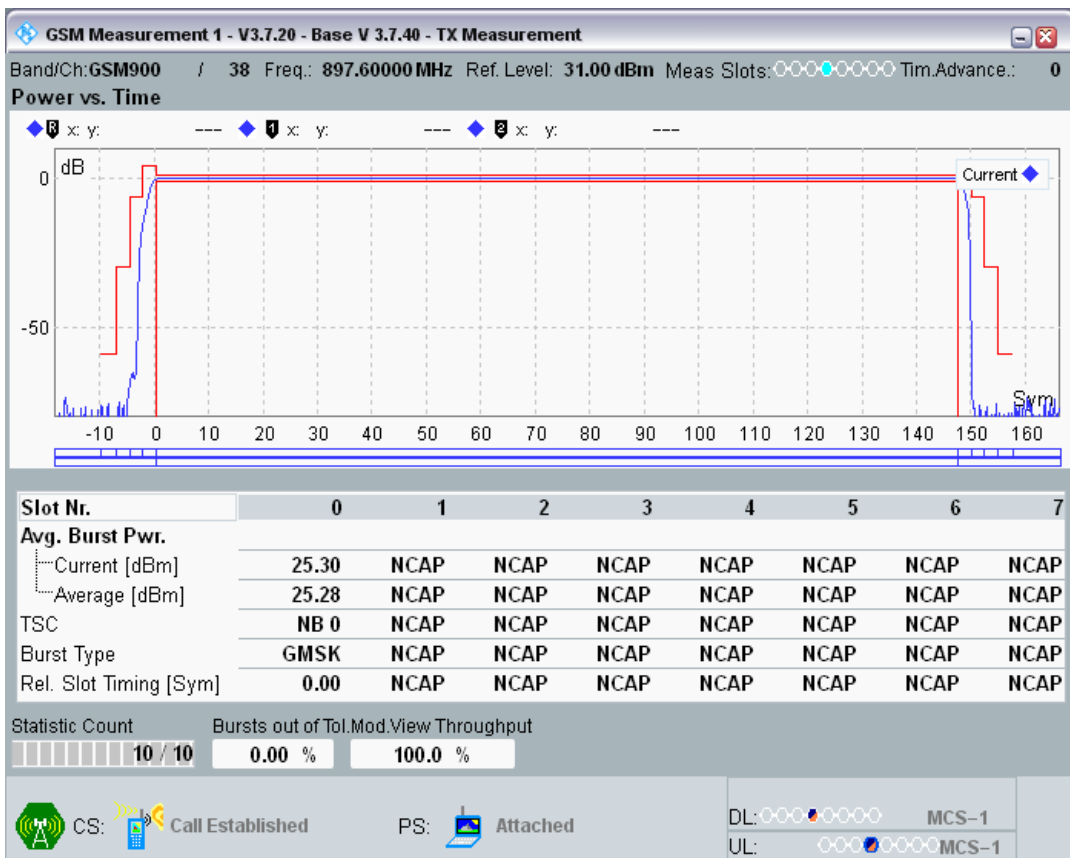 GSM Measurement 1 - V3.7.20 - Base V 3.7.40 - TX Measurement
Band/Ch:GSM900 / 38 Freq.: 897.60000 MHz Ref. Level: 31.00 dBm Meas Slots: Tim.Advance.: 0
Power vs. Time
R x: y: --- 1 x: y: --- 2 x: y: ---
dB
Current
0
-50
Sym
-10 0 10 20 30 40 50 60 70 80 90 100 110 120 130 140 150 160
Slot Nr. 0 1 2 3 4 5 6 7
Avg. Burst Pwr.
Current [dBm] 25.30 NCAP NCAP NCAP NCAP NCAP NCAP NCAP
Average [dBm] 25.28 NCAP NCAP NCAP NCAP NCAP NCAP NCAP
TSC NB 0 NCAP NCAP NCAP NCAP NCAP NCAP NCAP
Burst Type GMSK NCAP NCAP NCAP NCAP NCAP NCAP NCAP
Rel. Slot Timing [Sym] 0.00 NCAP NCAP NCAP NCAP NCAP NCAP NCAP
Statistic Count Bursts out of Tol. Mod.View Throughput
10 / 10 0.00 % 100.0 %
CS: Call Established PS: Attached
DL: MCS-1
UL: MCS-1